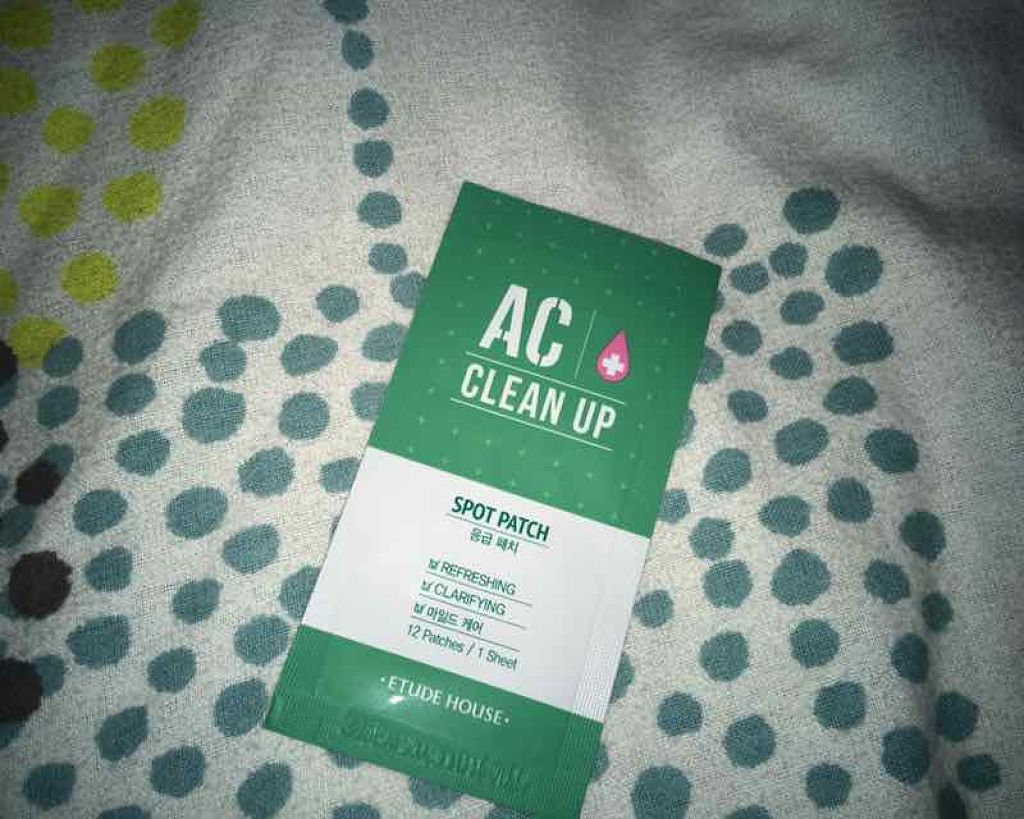 AC
CLEAN UP
SPOT PATCH
응급 패치
REFRESHING
CLARIFYING
마일드 케어
12 Patches / 1 Sheet
·ETUDE HOUSE·